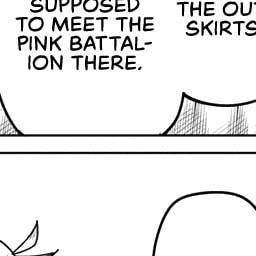 SUPPOSED
TO MEET THE
PINK BATTAL-
ION THERE.
THE OUT
SKIRTS